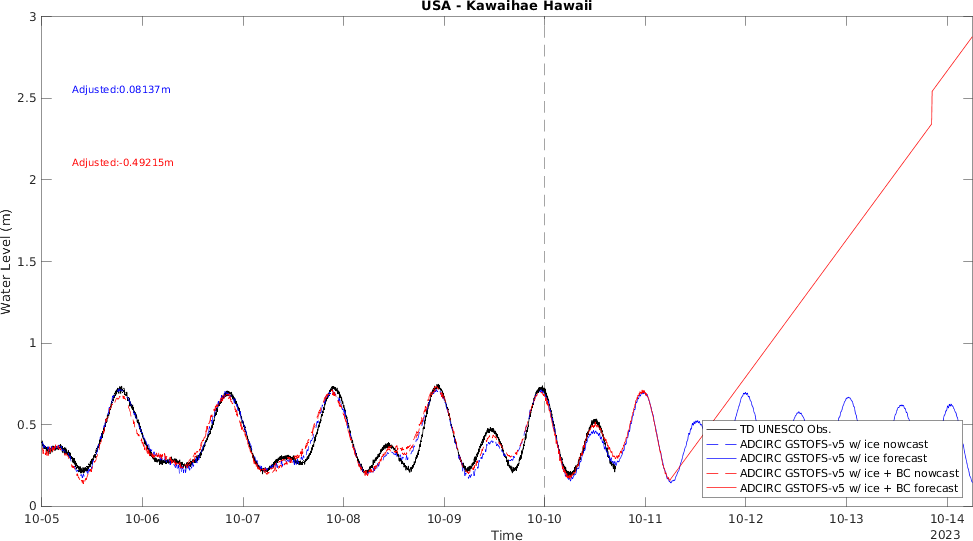 USA - Kawaihae Hawaii
3
2.5
2
1.5
1
0.5
0
Water Level (m)
Adjusted:0.08137m
Adjusted:-0.49215m
TD UNESCO Obs.
ADCIRC GSTOFS-v5 w/ ice nowcast
ADCIRC GSTOFS-v5 w/ ice forecast
ADCIRC GSTOFS-v5 w/ ice + BC nowcast
ADCIRC GSTOFS-v5 w/ ice + BC forecast
10-05 10-06 10-07 10-08 10-09 10-10 10-11 10-12 10-13 10-14
Time
2023